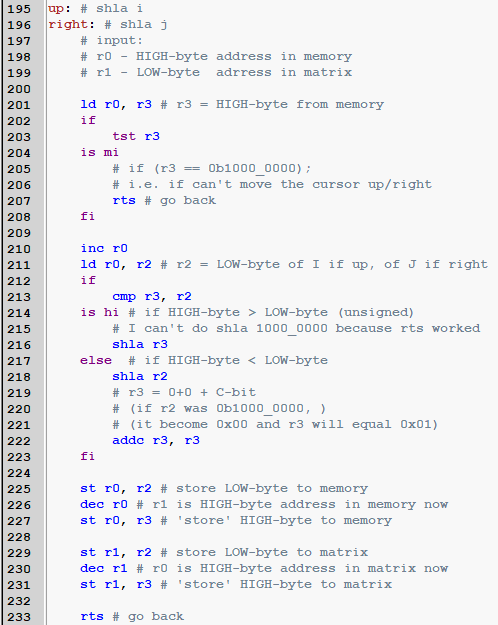 195 up: # shla i
196 right: # shla j
197     # input:
198     # r0 - HIGH-byte address in memory
199     # r1 - LOW-byte  adrress in matrix
200
201     ld r0, r3 # r3 = HIGH-byte from memory
202     if
203         tst r3
204     is mi
205         # if (r3 == 0b1000_0000);
206         # i.e. if can't move the cursor up/right
207         rts # go back
208     fi
209
210     inc r0
211     ld r0, r2 # r2 = LOW-byte of I if up, of J if right
212     if
213         cmp r3, r2
214     is hi # if HIGH-byte > LOW-byte (unsigned)
215         # I can't do shla 1000_0000 because rts worked
216         shla r3
217     else  # if HIGH-byte < LOW-byte
218         shla r2
219         # r3 = 0+0 + C-bit
220         # (if r2 was 0b1000_0000, )
221         # (it become 0x00 and r3 will equal 0x01)
222         addc r3, r3
223     fi
224
225     st r0, r2 # store LOW-byte to memory
226     dec r0 # r1 is HIGH-byte address in memory now
227     st r0, r3 # 'store' HIGH-byte to memory
228
229     st r1, r2 # store LOW-byte to matrix
230     dec r1 # r0 is HIGH-byte address in matrix now
231     st r1, r3 # 'store' HIGH-byte to matrix
232
233     rts # go back